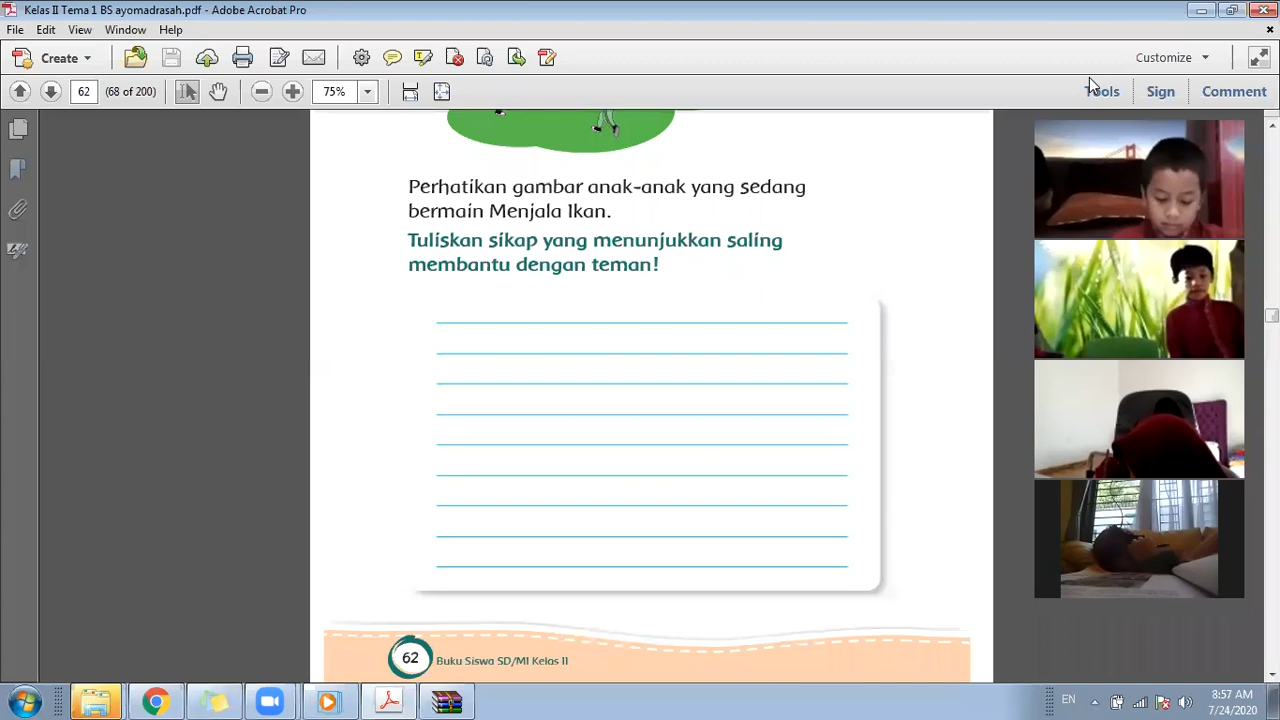 Kelas II Tema 1 BS ayomadrasah.pdf - Adobe Acrobat Pro
File Edit View Window Help
Create Customize
62 (68 of 200) 75% Tools Sign Comment
Perhatikan gambar anak-anak yang sedang
bermain Menjala Ikan.
Tuliskan sikap yang menunjukkan saling
membantu dengan teman!
62 Buku Siswa SD/MI Kelas II
EN 8:57 AM
7/24/2020